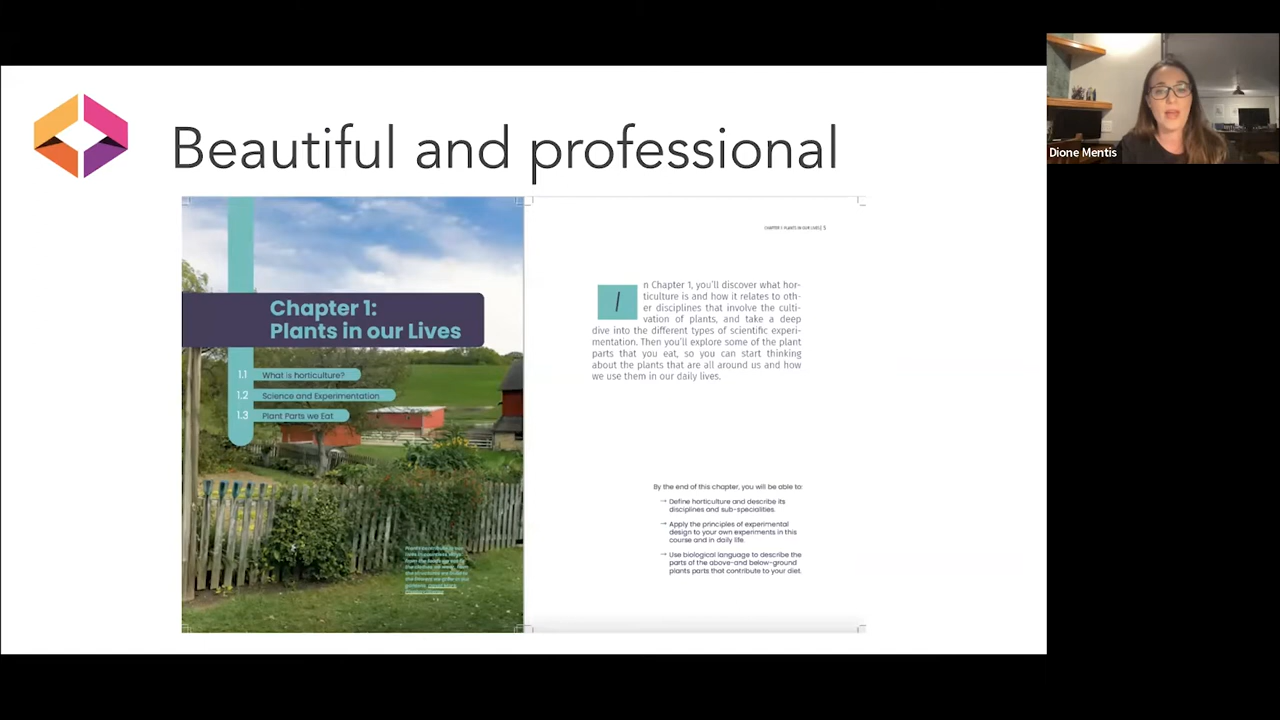 Beautiful and professional
Dione Mentis
Chapter 1:
Plants in our Lives
1.1 What is horticulture?
1.2 Science and Experimentation
1.3 Plant Parts we Eat
CHAPTER 1: PLANTS IN OUR LIVES | 5
In Chapter 1, you'll discover what hor-
ticulture is and how it relates to oth-
er disciplines that involve the culti-
vation of plants, and take a deep
dive into the different types of scientific experi-
mentation. Then you'll explore some of the plant
parts that you eat, so you can start thinking
about the plants that are all around us and how
we use them in our daily lives.
By the end of this chapter, you will be able to:
→ Define horticulture and describe its
disciplines and sub-specialities.
→ Apply the principles of experimental
design to your own experiments in this
course and in daily life.
→ Use biological language to describe the
parts of the above-and below-ground
plants parts that contribute to your diet.